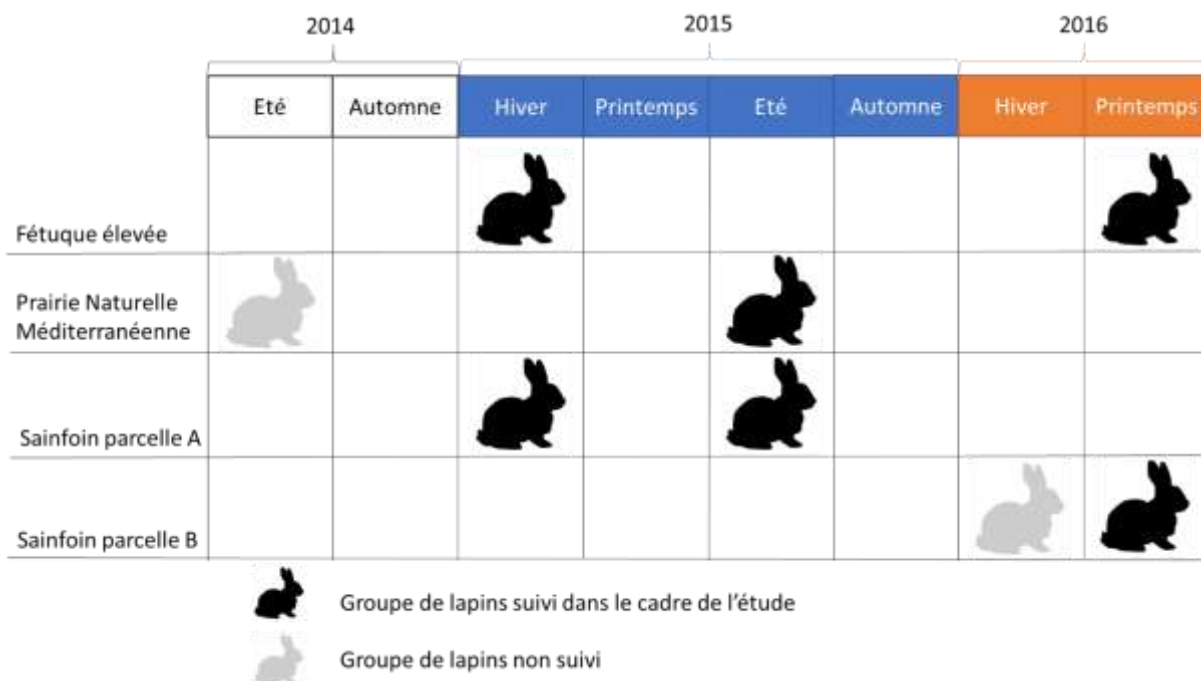 2014 2015 2016
Eté Automne Hiver Printemps Eté Automne Hiver Printemps
Fétuque élevée
Prairie Naturelle
Méditerranéenne
Sainfoin parcelle A
Sainfoin parcelle B
Groupe de lapins suivi dans le cadre de l'étude
Groupe de lapins non suivi